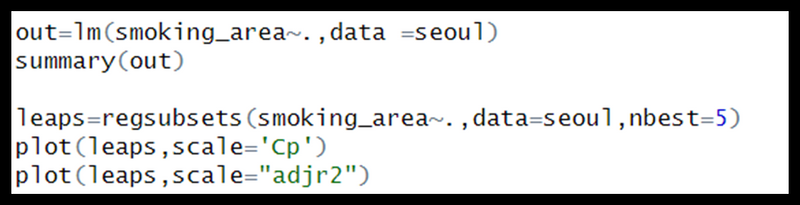 out=lm(smoking_area~.,data =seoul)
summary(out)
leaps=regsubsets(smoking_area~.,data=seoul,nbest=5)
plot(leaps,scale='Cp')
plot(leaps,scale="adjr2")